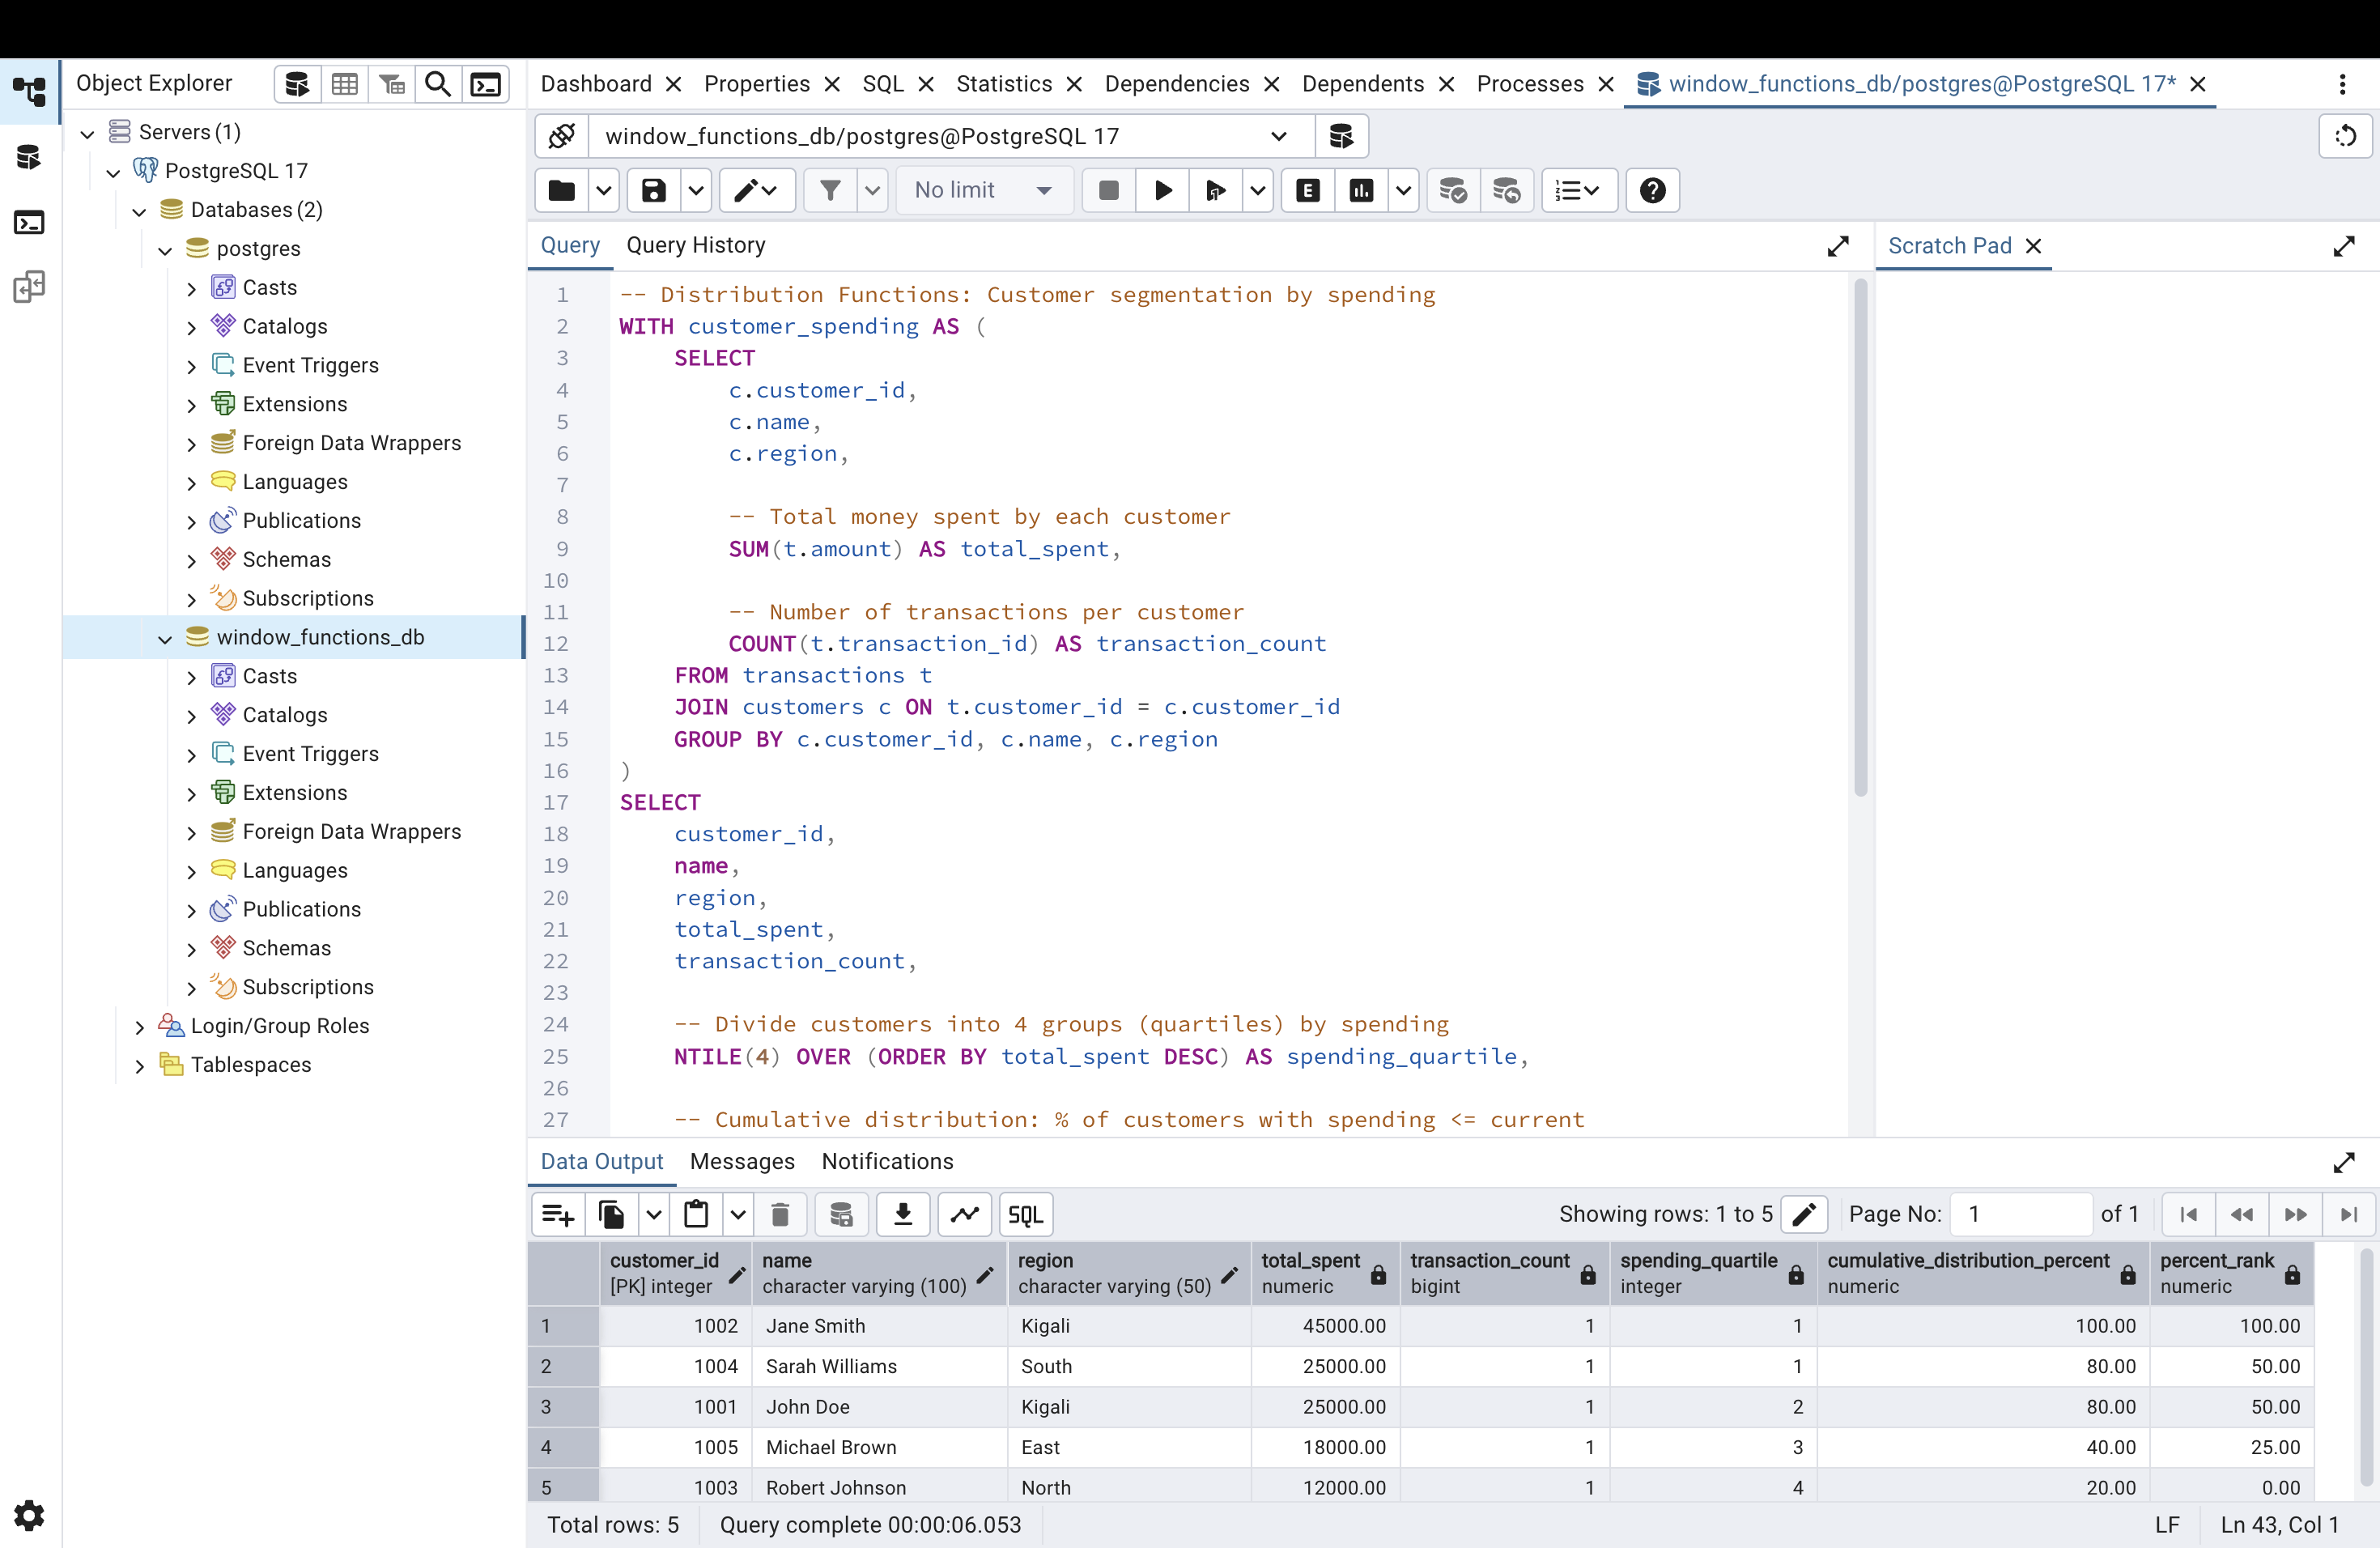 Object Explorer
Servers (1)
PostgreSQL 17
Databases (2)
postgres
Casts
Catalogs
Event Triggers
Extensions
Foreign Data Wrappers
Languages
Publications
Schemas
Subscriptions
window_functions_db
Casts
Catalogs
Event Triggers
Extensions
Foreign Data Wrappers
Languages
Publications
Schemas
Subscriptions
Login/Group Roles
Tablespaces
Dashboard Properties SQL Statistics Dependencies Dependents Processes window_functions_db/postgres@PostgreSQL 17*
window_functions_db/postgres@PostgreSQL 17
No limit E
Query Query History
1 -- Distribution Functions: Customer segmentation by spending
2 WITH customer_spending AS (
3 SELECT
4 c.customer_id,
5 c.name,
6 c.region,
7
8 -- Total money spent by each customer
9 SUM(t.amount) AS total_spent,
10
11 -- Number of transactions per customer
12 COUNT(t.transaction_id) AS transaction_count
13 FROM transactions t
14 JOIN customers c ON t.customer_id = c.customer_id
15 GROUP BY c.customer_id, c.name, c.region
16 )
17 SELECT
18 customer_id,
19 name,
20 region,
21 total_spent,
22 transaction_count,
23
24 -- Divide customers into 4 groups (quartiles) by spending
25 NTILE(4) OVER (ORDER BY total_spent DESC) AS spending_quartile,
26
27 -- Cumulative distribution: % of customers with spending <= current
Scratch Pad
Data Output Messages Notifications
SQL Showing rows: 1 to 5 Page No: 1 of 1
customer_id name region total_spent transaction_count spending_quartile cumulative_distribution_percent percent_rank
[PK] integer character varying (100) character varying (50) numeric bigint integer numeric numeric
1 1002 Jane Smith Kigali 45000.00 1 1 100.00 100.00
2 1004 Sarah Williams South 25000.00 1 1 80.00 50.00
3 1001 John Doe Kigali 25000.00 1 2 80.00 50.00
4 1005 Michael Brown East 18000.00 1 3 40.00 25.00
5 1003 Robert Johnson North 12000.00 1 4 20.00 0.00
Total rows: 5 Query complete 00:00:06.053 LF Ln 43, Col 1